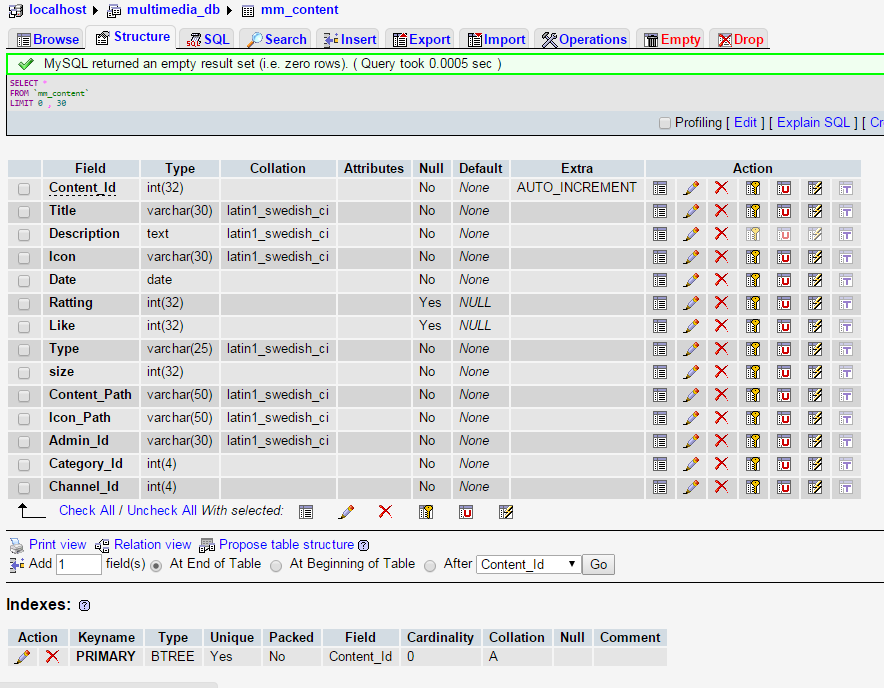 localhost multimedia_db mm_content
Browse Structure SQL Search Insert Export Import Operations Empty Drop
MySQL returned an empty result set (i.e. zero rows). ( Query took 0.0005 sec )
SELECT *
FROM `mm_content`
LIMIT 0 , 30
Profiling [ Edit ] [ Explain SQL ] [ Cr
Field Type Collation Attributes Null Default Extra Action
Content_Id int(32) No None AUTO_INCREMENT
Title varchar(30) latin1_swedish_ci No None
Description text latin1_swedish_ci No None
Icon varchar(30) latin1_swedish_ci No None
Date date No None
Ratting int(32) Yes NULL
Like int(32) Yes NULL
Type varchar(25) latin1_swedish_ci No None
size int(32) No None
Content_Path varchar(50) latin1_swedish_ci No None
Icon_Path varchar(50) latin1_swedish_ci No None
Admin_Id varchar(30) latin1_swedish_ci No None
Category_Id int(4) No None
Channel_Id int(4) No None
Check All / Uncheck All With selected:
Print view Relation view Propose table structure
Add 1 field(s) At End of Table At Beginning of Table After Content_Id Go
Indexes:
Action Keyname Type Unique Packed Field Cardinality Collation Null Comment
PRIMARY BTREE Yes No Content_Id 0 A